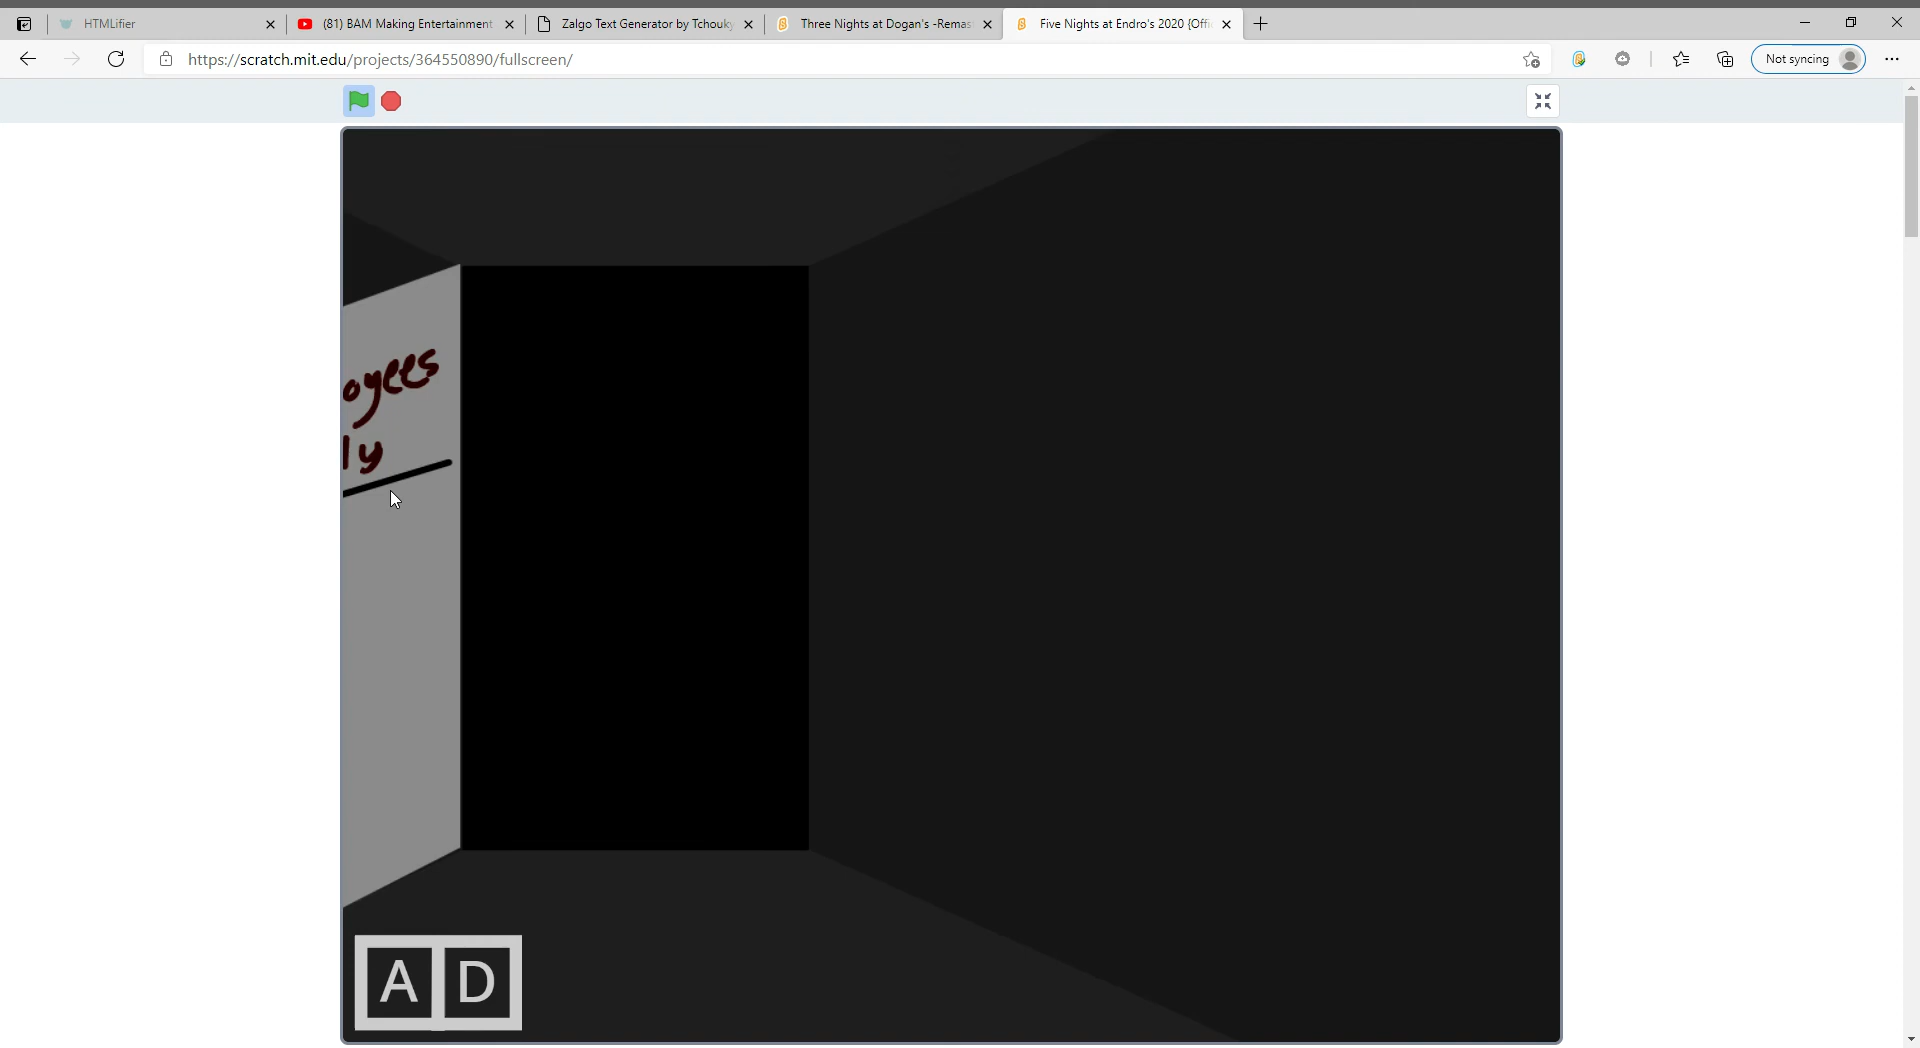 HTMLifier
(81) BAM Making Entertainment
Zalgo Text Generator by Tchouky
Three Nights at Dogan's -Remas
Five Nights at Endro's 2020 {Offi
https://scratch.mit.edu/projects/364550890/fullscreen/
Not syncing
oyees
ly
A D